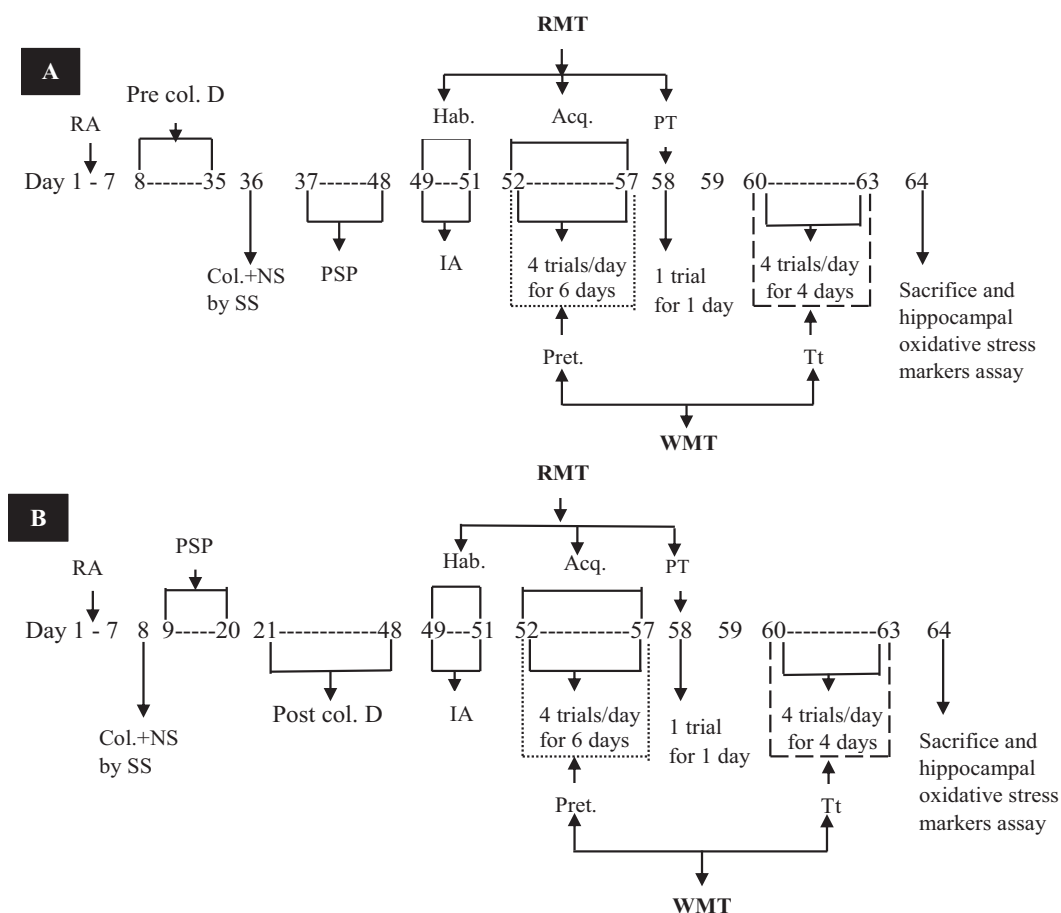 RMT
A
Pre col. D
Hab. Acq. PT
RA
Day 1 - 7 8-------35 36 37------48 49---51 52-------------57 58 59 60-----------63 64
Col.+NS
by SS
PSP
IA
4 trials/day
for 6 days
1 trial
for 1 day
4 trials/day
for 4 days
Sacrifice and
hippocampal
oxidative stress
markers assay
Pret. Tt
WMT
RMT
B
PSP
Hab. Acq. PT
RA
Day 1 - 7 8 9------20 21--------------48 49---51 52-------------57 58 59 60-----------63 64
Col.+NS
by SS
Post col. D
IA
4 trials/day
for 6 days
1 trial
for 1 day
4 trials/day
for 4 days
Sacrifice and
hippocampal
oxidative stress
markers assay
Pret. Tt
WMT